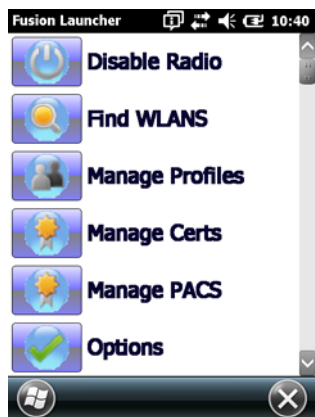 Fusion Launcher 10:40
Disable Radio
Find WLANS
Manage Profiles
Manage Certs
Manage PACS
Options